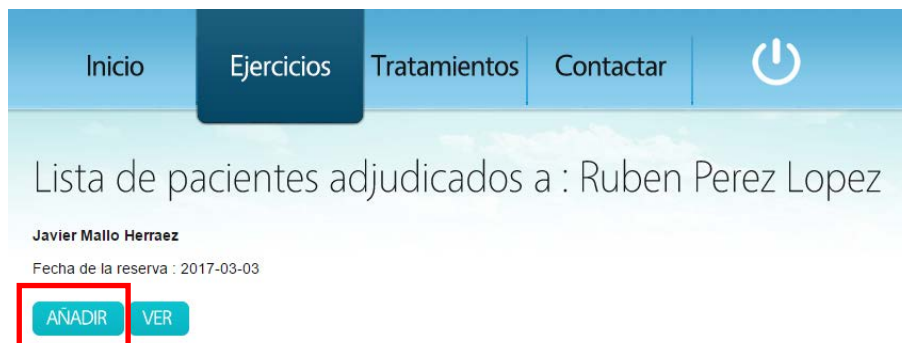 Inicio Ejercicios Tratamientos Contactar
Lista de pacientes adjudicados a : Ruben Perez Lopez
Javier Mallo Herraez
Fecha de la reserva : 2017-03-03
AÑADIR VER